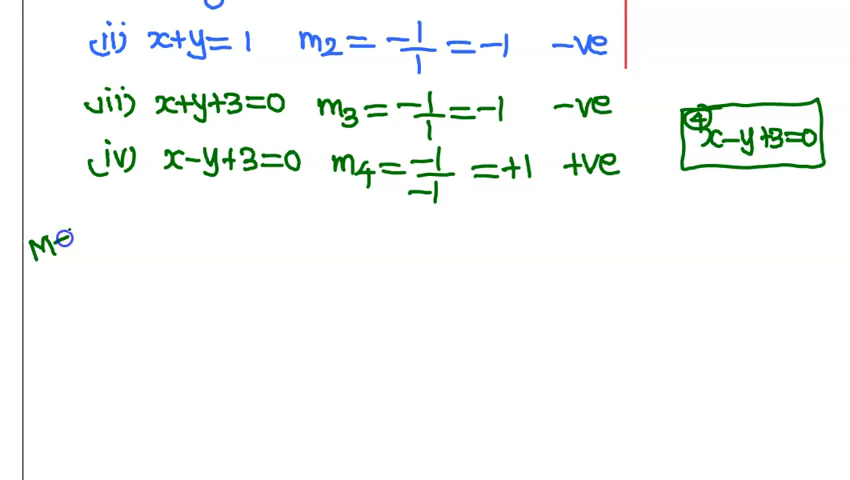 (ii) x+y=1 m2 = -1/1 = -1 -ve
(iii) x+y+3=0 m3 = -1/1 = -1 -ve
(iv) x-y+3=0 m4 = -1/-1 = +1 +ve
④ x-y+3=0